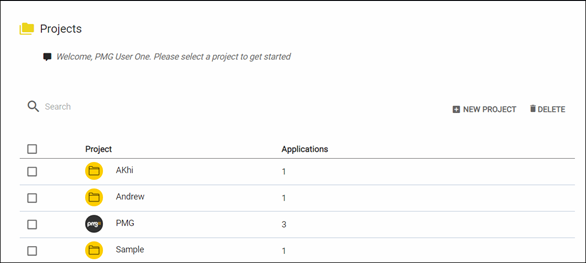 Projects
Welcome, PMG User One. Please select a project to get started
Search
NEW PROJECT DELETE
Project Applications
AKhi 1
Andrew 1
pmg PMG 3
Sample 1